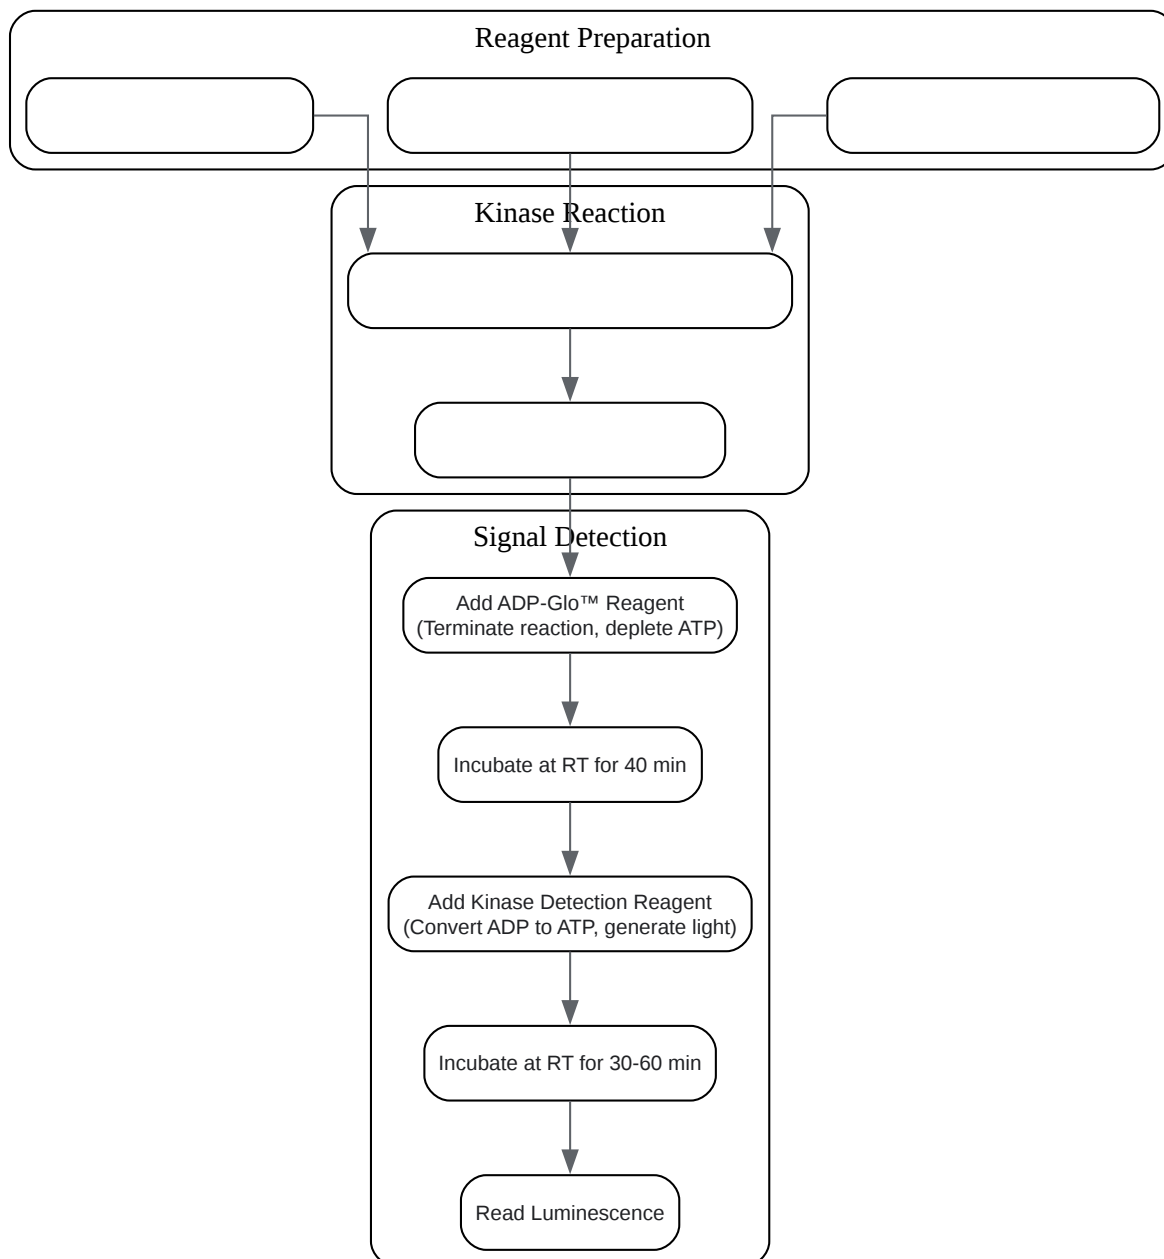 Reagent Preparation
Kinase Reaction
Signal Detection
Add ADP-Glo™ Reagent
(Terminate reaction, deplete ATP)
Incubate at RT for 40 min
Add Kinase Detection Reagent
(Convert ADP to ATP, generate light)
Incubate at RT for 30-60 min
Read Luminescence